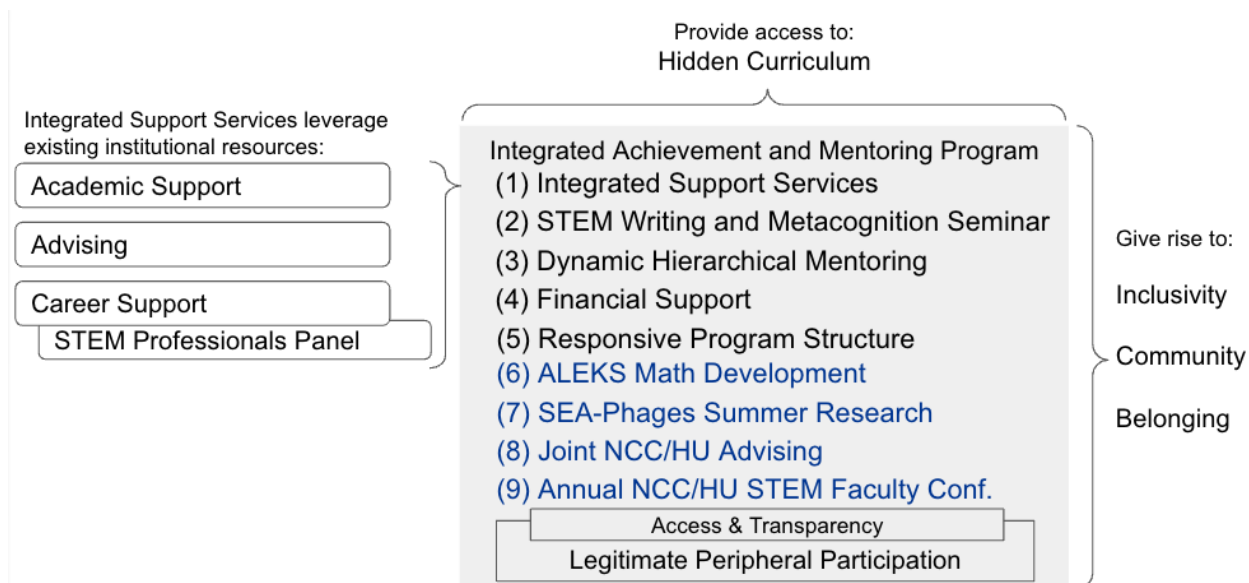 Provide access to:
Hidden Curriculum
Integrated Support Services leverage
existing institutional resources:
Academic Support
Advising
Career Support
STEM Professionals Panel
Integrated Achievement and Mentoring Program
(1) Integrated Support Services
(2) STEM Writing and Metacognition Seminar
(3) Dynamic Hierarchical Mentoring
(4) Financial Support
(5) Responsive Program Structure
(6) ALEKS Math Development
(7) SEA-Phages Summer Research
(8) Joint NCC/HU Advising
(9) Annual NCC/HU STEM Faculty Conf.
Access & Transparency
Legitimate Peripheral Participation
Give rise to:
Inclusivity
Community
Belonging